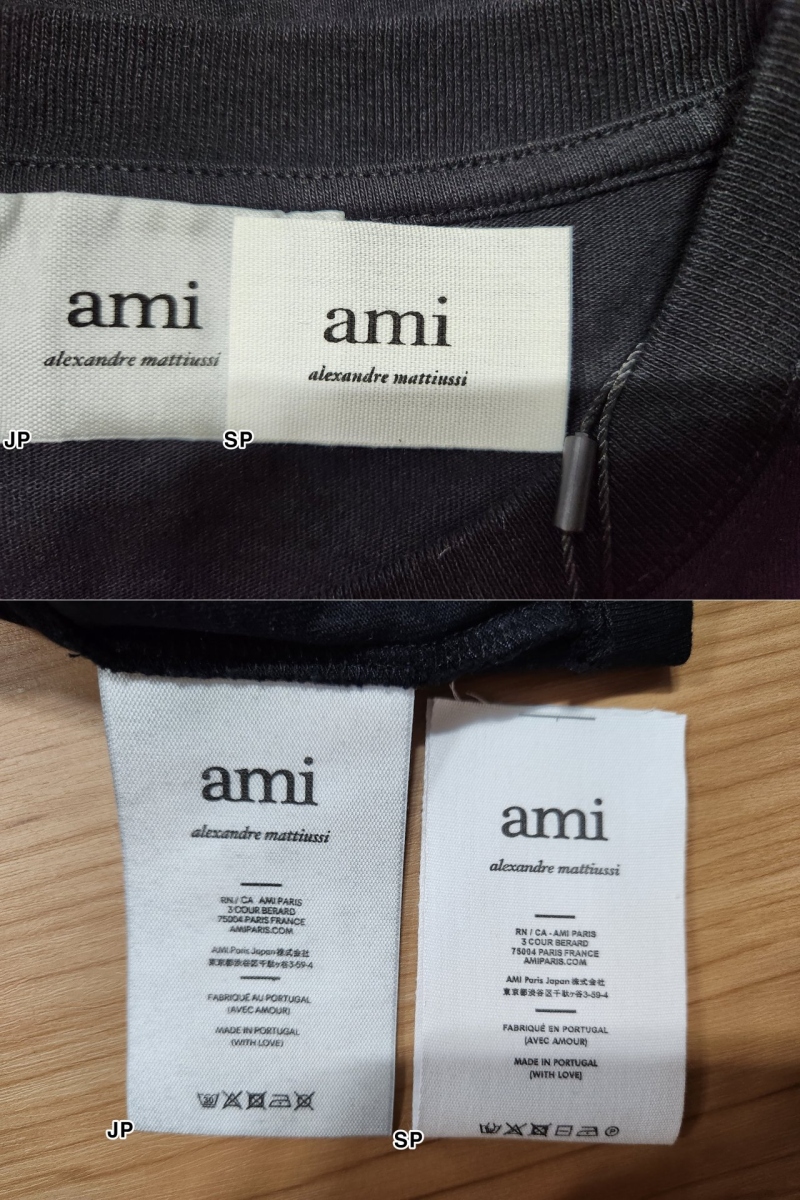 ami
alexandre mattiussi
JP
ami
alexandre mattiussi
SP
ami
alexandre mattiussi
RN / CA AMI PARIS
3 COUR BERARD
75004 PARIS FRANCE
AMIPARIS.COM
AMI Paris Japan株式会社
東京都渋谷区千駄ヶ谷3-59-4
FABRIQUÉ AU PORTUGAL
(AVEC AMOUR)
MADE IN PORTUGAL
(WITH LOVE)
30
JP
ami
alexandre mattiussi
RN / CA - AMI PARIS
3 COUR BERARD
75004 PARIS FRANCE
AMIPARIS.COM
AMI Paris Japan 株式会社
東京都渋谷区千駄ヶ谷3-59-4
FABRIQUÉ EN PORTUGAL
(AVEC AMOUR)
MADE IN PORTUGAL
(WITH LOVE)
P
SP